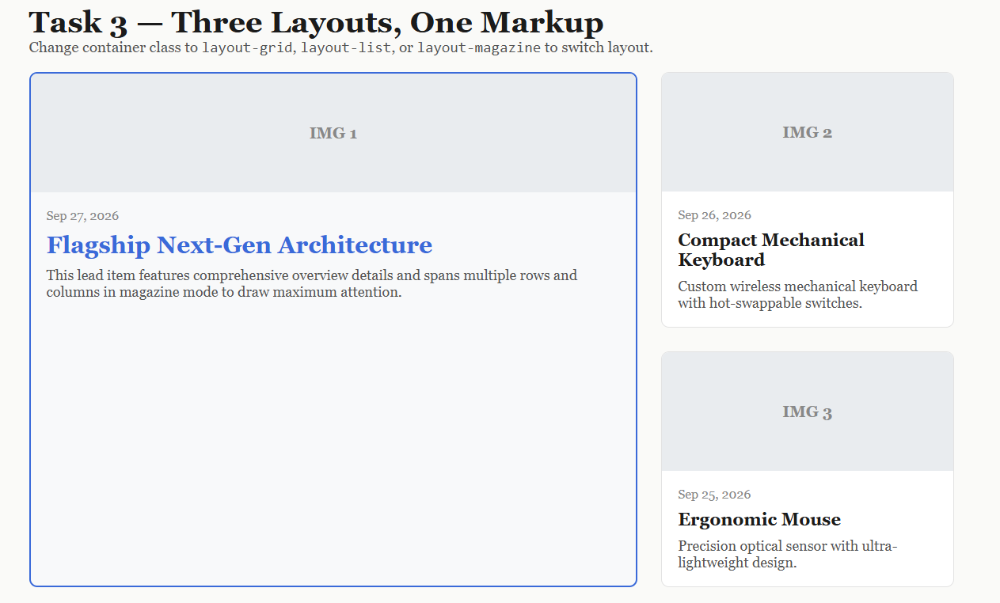 Task 3 — Three Layouts, One Markup
Change container class to layout-grid, layout-list, or layout-magazine to switch layout.
IMG 1
Sep 27, 2026
Flagship Next-Gen Architecture
This lead item features comprehensive overview details and spans multiple rows and
columns in magazine mode to draw maximum attention.
IMG 2
Sep 26, 2026
Compact Mechanical
Keyboard
Custom wireless mechanical keyboard
with hot-swappable switches.
IMG 3
Sep 25, 2026
Ergonomic Mouse
Precision optical sensor with ultra-
lightweight design.